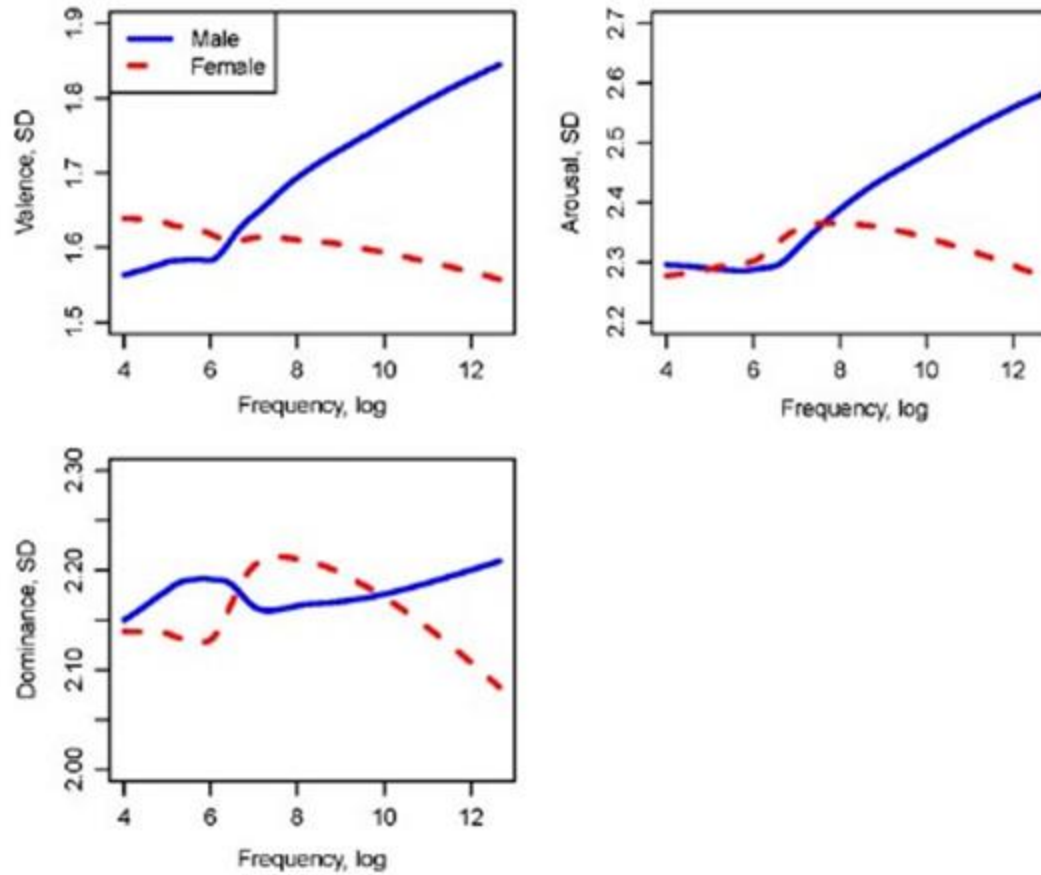 Male
Female
Valence, SD
1.5 1.6 1.7 1.8 1.9
4 6 8 10 12
Frequency, log
Arousal, SD
2.2 2.3 2.4 2.5 2.6 2.7
4 6 8 10 12
Frequency, log
Dominance, SD
2.00 2.10 2.20 2.30
4 6 8 10 12
Frequency, log